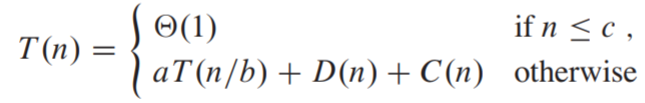 T(n) = { Θ(1) if n ≤ c ,
aT(n/b) + D(n) + C(n) otherwise